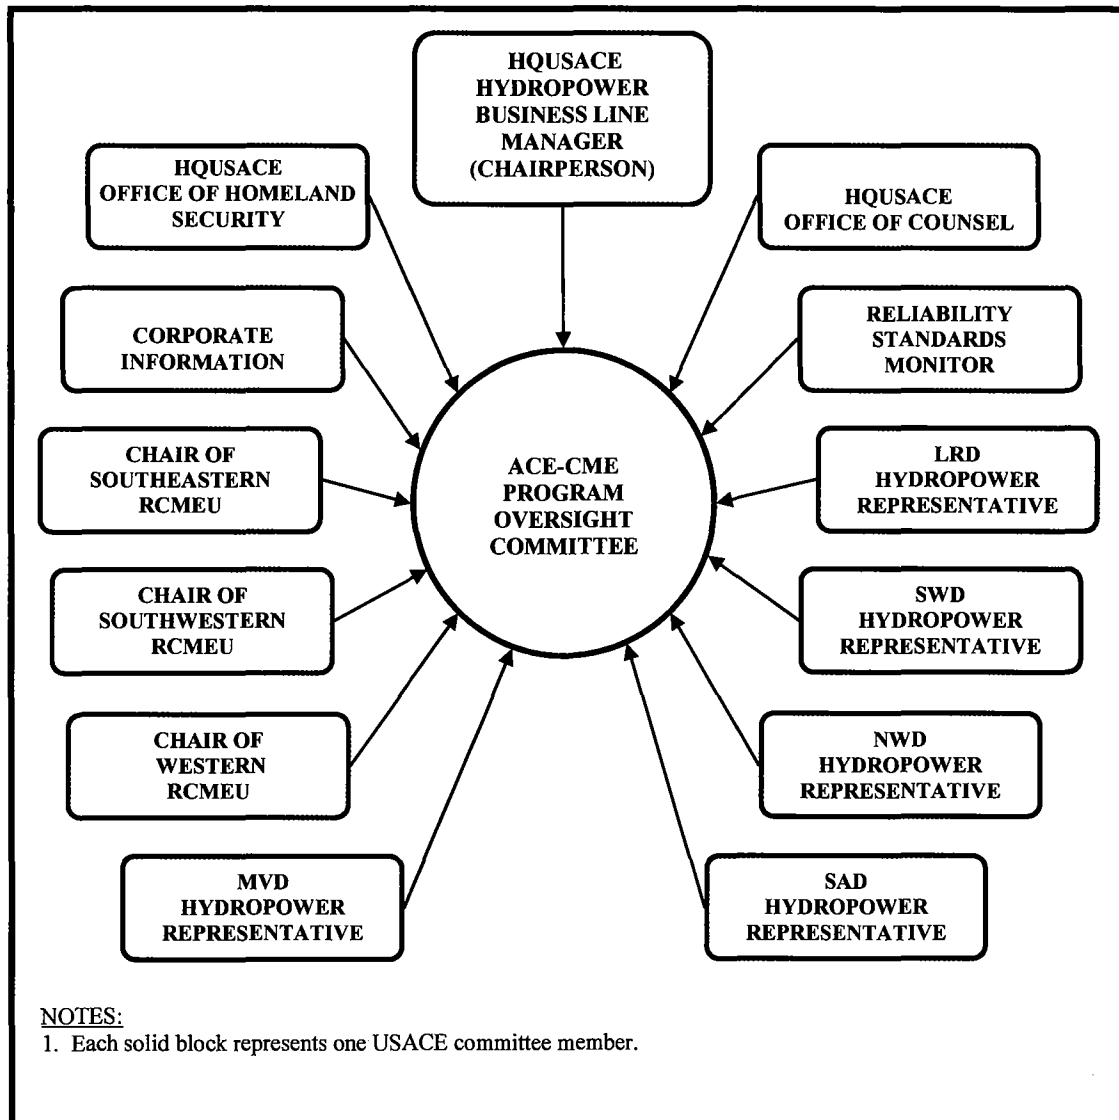 HQUSACE
HYDROPOWER
BUSINESS LINE
MANAGER
(CHAIRPERSON)
HQUSACE
OFFICE OF HOMELAND
SECURITY
HQUSACE
OFFICE OF COUNSEL
CORPORATE
INFORMATION
RELIABILITY
STANDARDS
MONITOR
CHAIR OF
SOUTHEASTERN
RCMEU
ACE-CME
PROGRAM
OVERSIGHT
COMMITTEE
LRD
HYDROPOWER
REPRESENTATIVE
CHAIR OF
SOUTHWESTERN
RCMEU
SWD
HYDROPOWER
REPRESENTATIVE
CHAIR OF
WESTERN
RCMEU
NWD
HYDROPOWER
REPRESENTATIVE
MVD
HYDROPOWER
REPRESENTATIVE
SAD
HYDROPOWER
REPRESENTATIVE
NOTES:
1. Each solid block represents one USACE committee member.